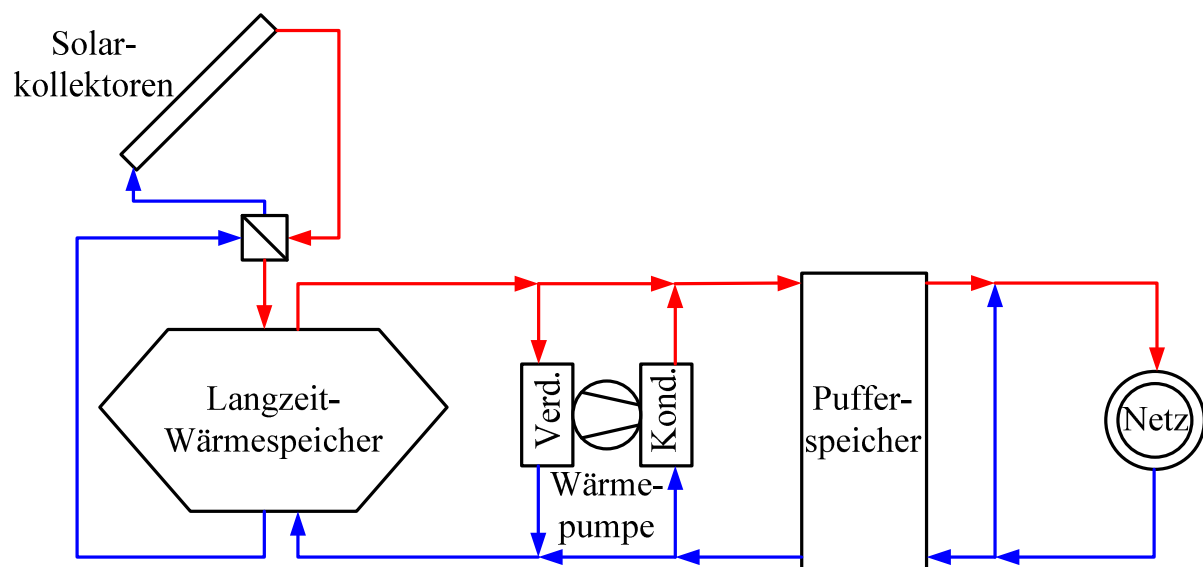 Solar-
kollektoren
Langzeit-
Wärmespeicher
Verd.
Kond.
Wärme-
pumpe
Puffer-
speicher
Netz